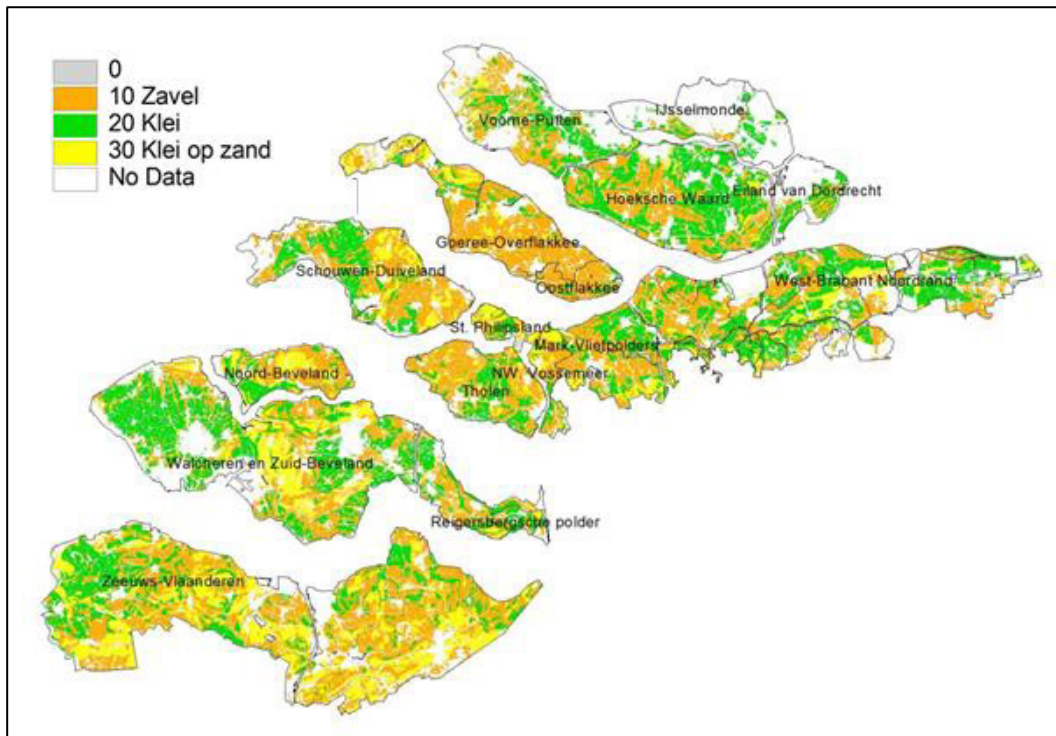 0
10 Zavel
20 Klei
30 Klei op zand
No Data
IJsselmonde
Voorne-Putten
Eiland van Dordrecht
Hoeksche Waard
Goeree-Overflakkee
Schouwen-Duiveland
West-Brabant Noordrand
Oostflakkee
St. Philipsland
Mark-Vlietpolders
Noord-Beveland
NW. Vossemeer
Tholen
Walcheren en Zuid-Beveland
Reigersbergsche polder
Zeeuws-Vlaanderen